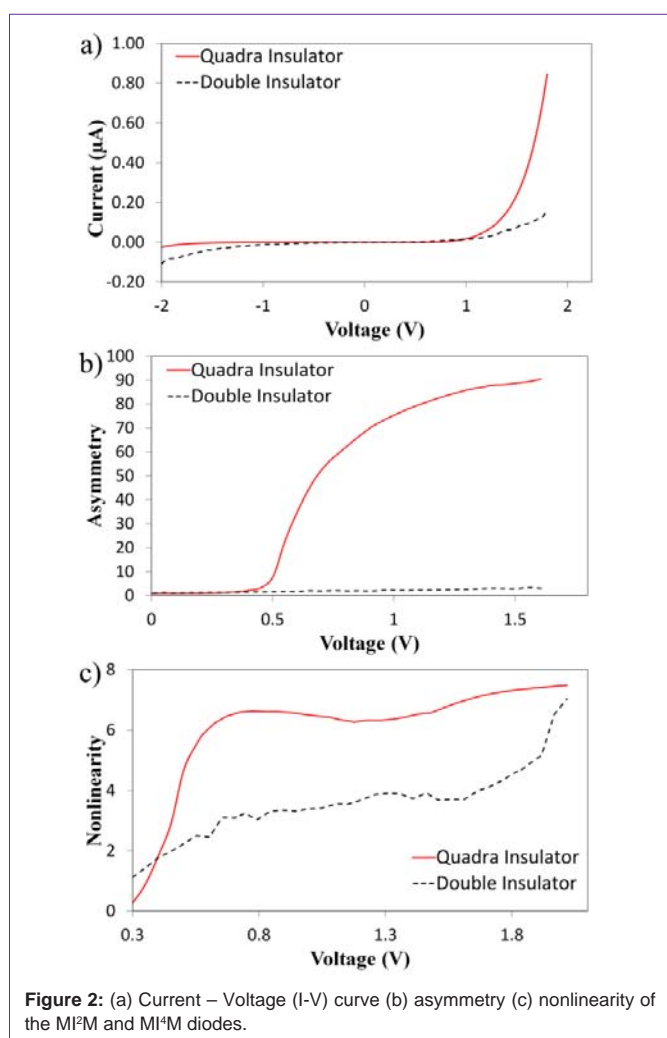 a)
1.00
0.80
0.60
0.40
0.20
0.00
-0.20
Current (µA)
Quadra Insulator
Double Insulator
-2
-1
0
1
2
Voltage (V)
b)
100
90
80
70
60
50
40
30
20
10
0
Asymmetry
Quadra Insulator
Double Insulator
0
0.5
1
1.5
Voltage (V)
c)
8
6
4
2
0
Nonlinearity
Quadra Insulator
Double Insulator
0.3
0.8
1.3
1.8
Voltage (V)
Figure 2: (a) Current – Voltage (I-V) curve (b) asymmetry (c) nonlinearity of
the MI²M and MI⁴M diodes.